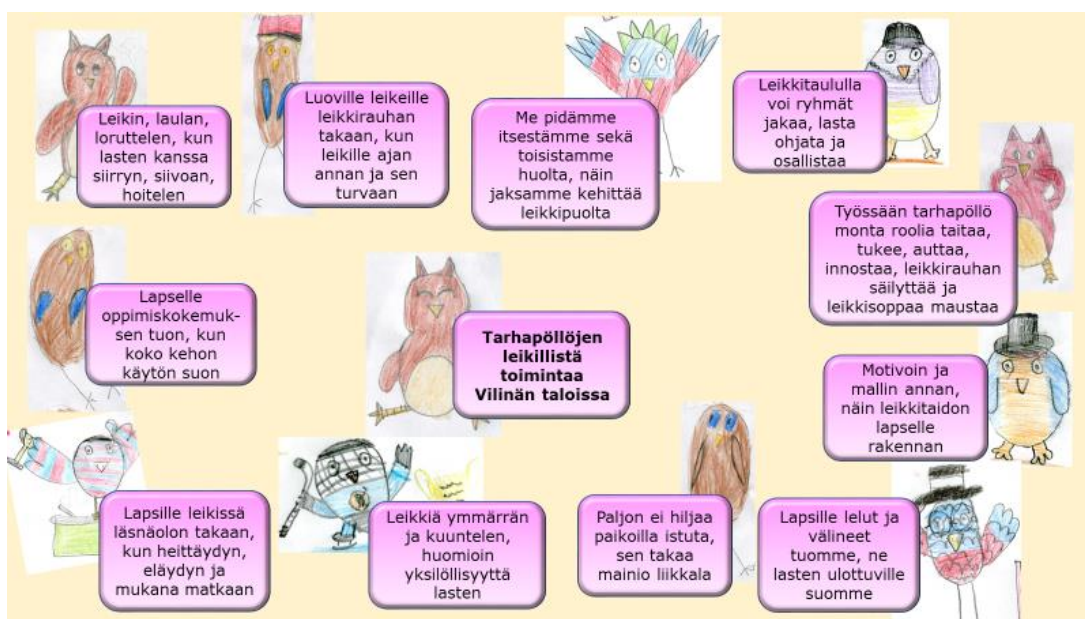 Leikin, laulan,
loruttelen, kun
lasten kanssa
siirryn, siivoan,
hoitelen
Luoville leikeille
leikkirauhan
takaan, kun
leikille ajan
annan ja sen
turvaan
Me pidämme
itsestämme sekä
toisistamme
huolta, näin
jaksamme kehittää
leikkipuolta
Leikkitaululla
voi ryhmät
jakaa, lasta
ohjata ja
osallistaa
Työssään tarhapöllö
monta roolia taitaa,
tukee, auttaa,
innostaa, leikkirauhan
säilyttää ja
leikkisoppaa maustaa
Lapselle
oppimiskokemuk-
sen tuon, kun
koko kehon
käytön suon
Tarhapöllöjen
leikillistä
toimintaa
Vilinän taloissa
Motivoin ja
mallin annan,
näin leikkitaidon
lapselle
rakennan
Lapsille leikissä
läsnäolon takaan,
kun heittäydyn,
eläydyn ja
mukana matkaan
Leikkiä ymmärrän
ja kuuntelen,
huomioin
yksilöllisyyttä
lasten
Paljon ei hiljaa
paikoilla istuta,
sen takaa
mainio liikkala
Lapsille lelut ja
välineet
tuomme, ne
lasten ulottuville
suomme